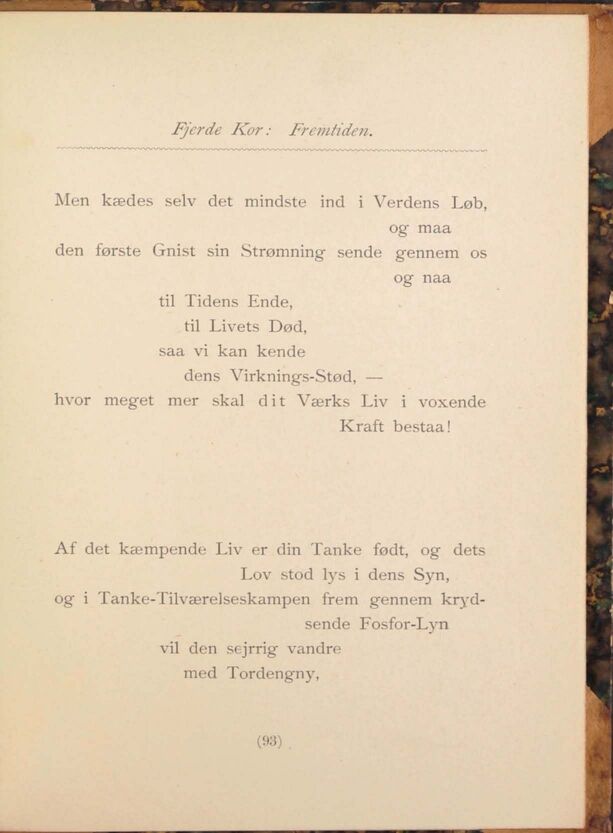 Fjerde Kor: Fremtiden.
Men kædes selv det mindste ind i Verdens Løb,
og maa
den første Gnist sin Strømning sende gennem os
og naa
til Tidens Ende,
til Livets Død,
saa vi kan kende
dens Virknings-Stød, —
hvor meget mer skal dit Værks Liv i voxende
Kraft bestaa!
Af det kæmpende Liv er din Tanke født, og dets
Lov stod lys i dens Syn,
og i Tanke-Tilværelseskampen frem gennem kryd-
sende Fosfor-Lyn
vil den sejrrig vandre
med Tordengny,
(93)